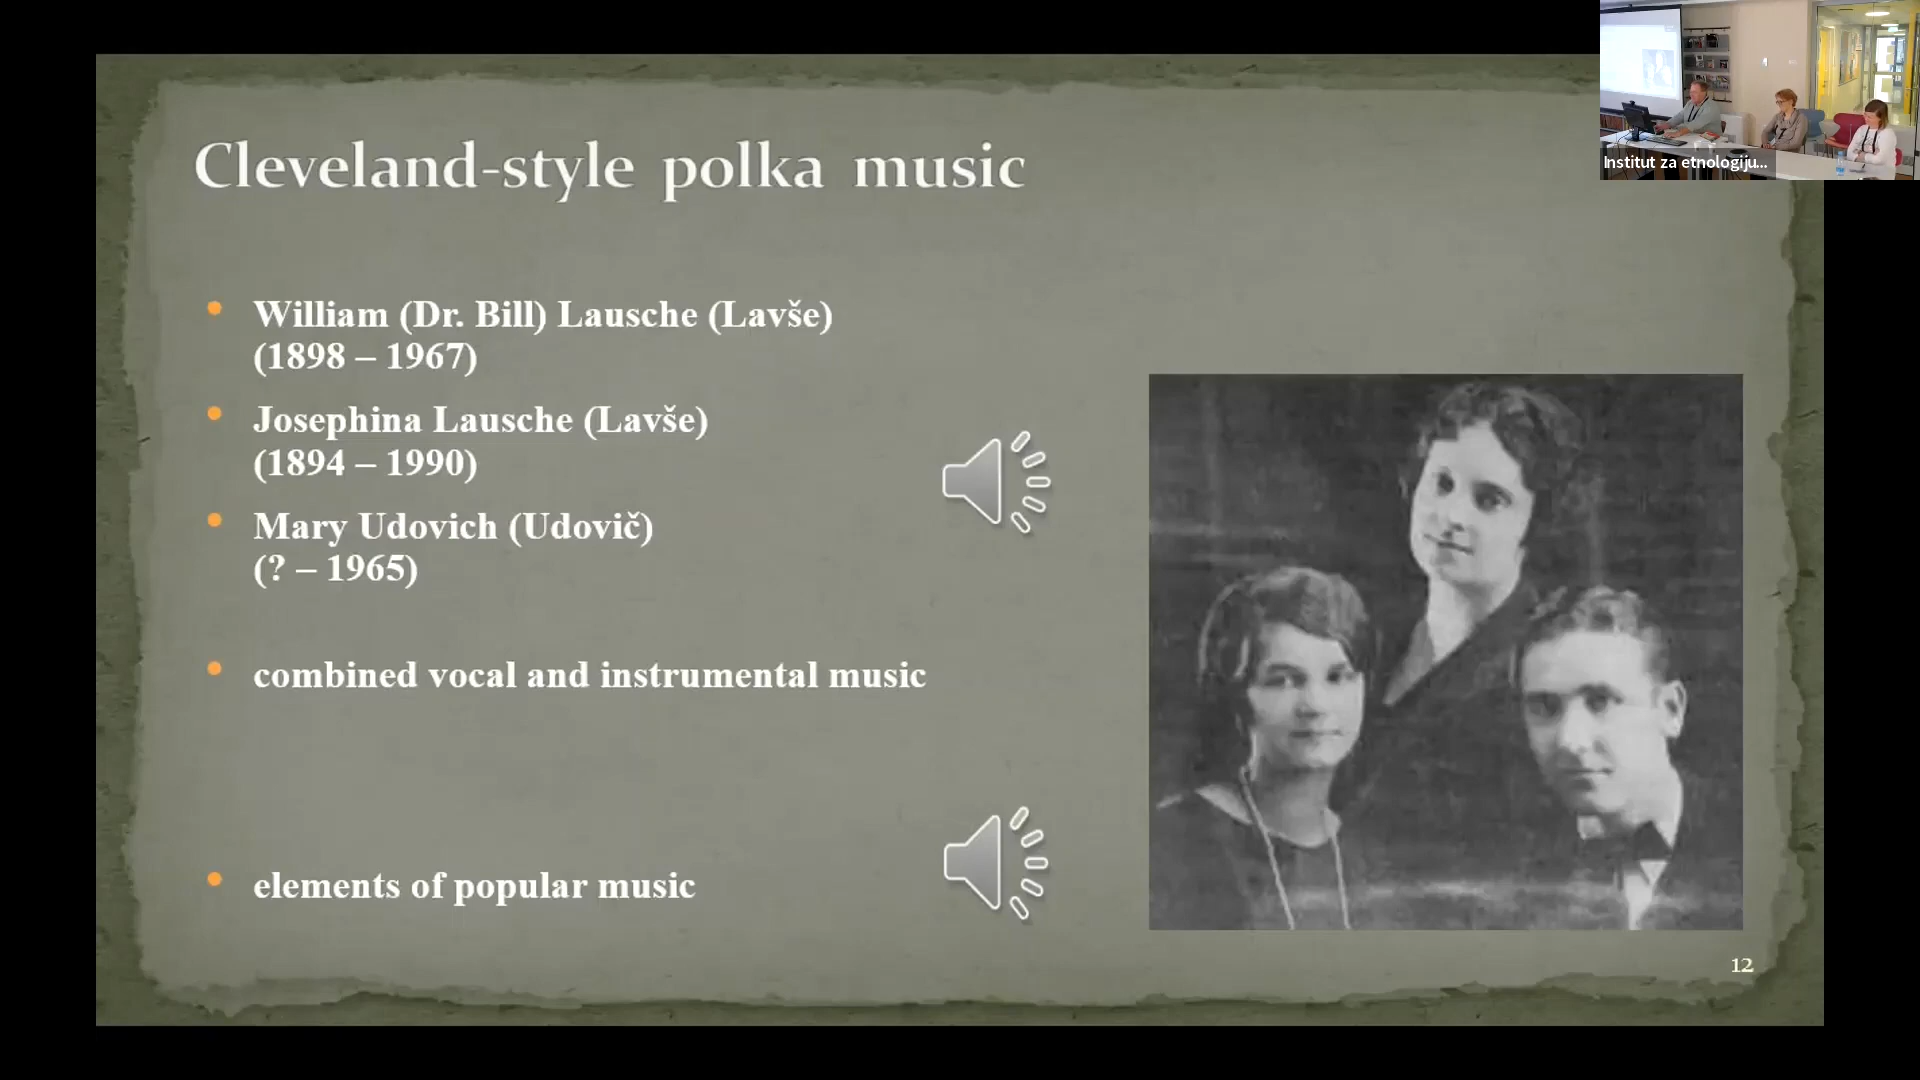 Cleveland-style polka music
William (Dr. Bill) Lausche (Lavše)
(1898 – 1967)
Josephina Lausche (Lavše)
(1894 – 1990)
Mary Udovich (Udovič)
(? – 1965)
combined vocal and instrumental music
elements of popular music
12
Institut za etnologiju...